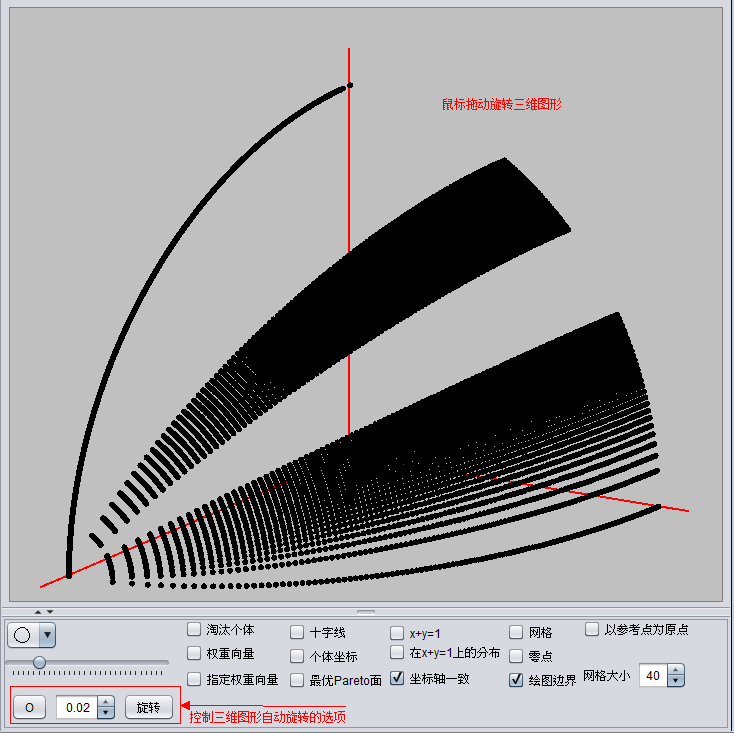 鼠标拖动旋转三维图形
淘汰个体
十字线
x+y=1
网格
以参考点为原点
权重向量
个体坐标
在x+y=1上的分布
零点
指定权重向量
最优Pareto面
坐标轴一致
绘图边界
网格大小
40
O
0.02
旋转
控制三维图形自动旋转的选项